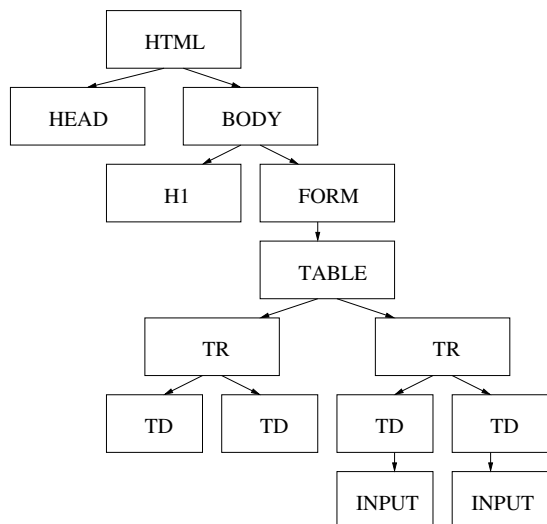 HTML
HEAD BODY
H1 FORM
TABLE
TR TR
TD TD TD TD
INPUT INPUT